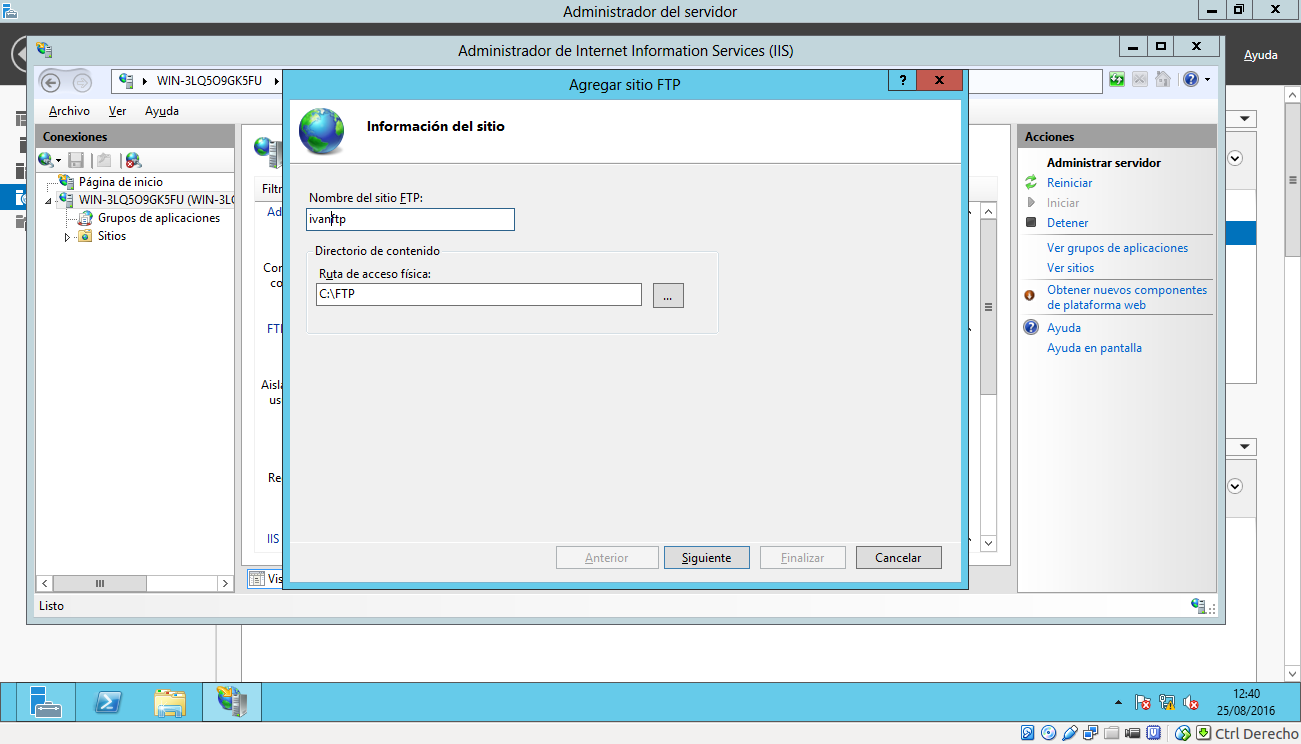 Administrador del servidor
Ayuda
Administrador de Internet Information Services (IIS)
WIN-3LQ5O9GK5FU
Archivo Ver Ayuda
Conexiones
Página de inicio
WIN-3LQ5O9GK5FU (WIN-3LQ
Grupos de aplicaciones
Sitios
Filtr
Ad
Con
co
FTI
Aisla
us
Re
IIS
Vis
Listo
Agregar sitio FTP
?
Información del sitio
Nombre del sitio FTP:
ivanftp
Directorio de contenido
Ruta de acceso física:
C:\FTP
...
Anterior Siguiente Finalizar Cancelar
Acciones
Administrar servidor
Reiniciar
Iniciar
Detener
Ver grupos de aplicaciones
Ver sitios
Obtener nuevos componentes
de plataforma web
Ayuda
Ayuda en pantalla
12:40
25/08/2016
Ctrl Derecho